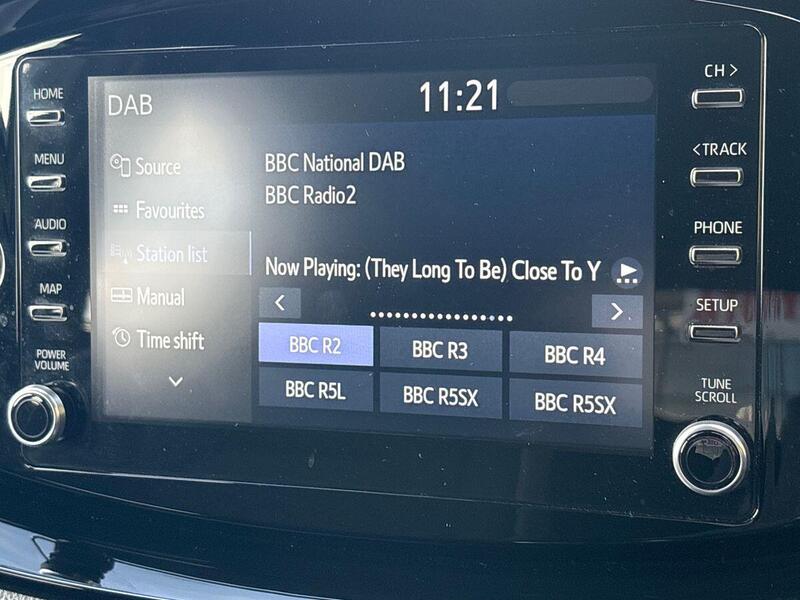 HOME
MENU
AUDIO
MAP
POWER
VOLUME
DAB
11:21
Source
Favourites
Station list
Manual
Time shift
BBC National DAB
BBC Radio2
Now Playing: (They Long To Be) Close To Y
BBC R2
BBC R3
BBC R4
BBC R5L
BBC R5SX
BBC R5SX
CH >
< TRACK
PHONE
SETUP
TUNE
SCROLL